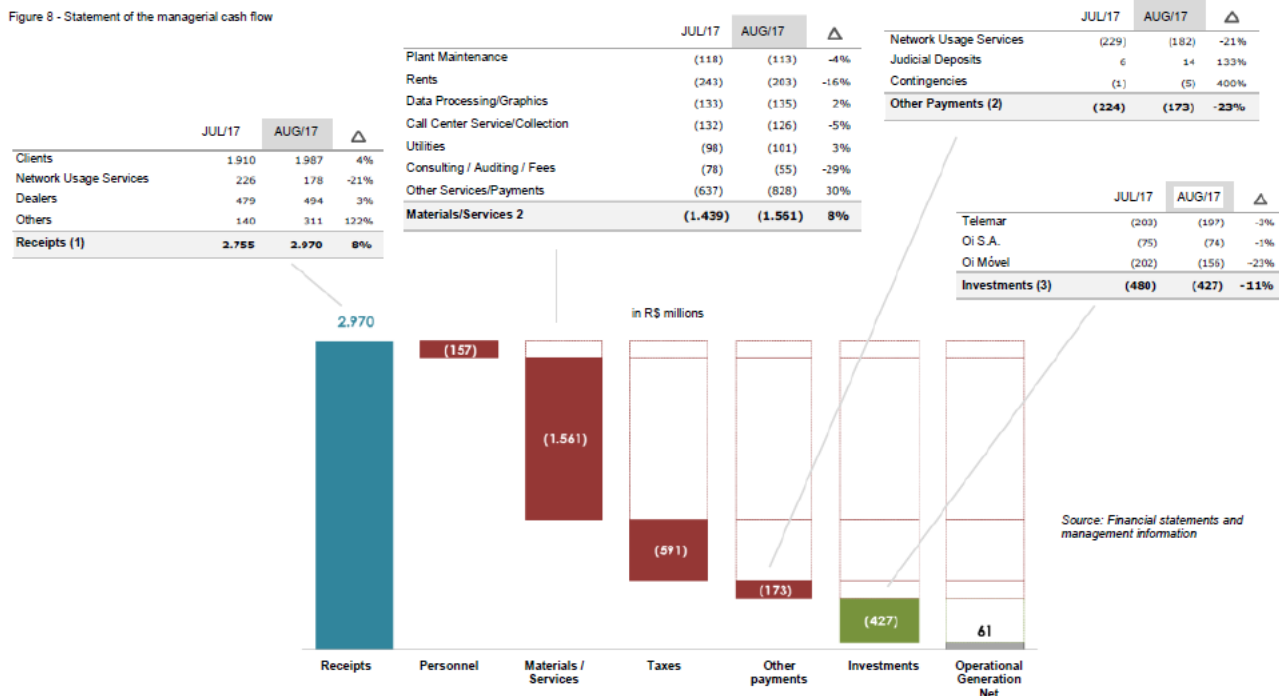 Figure 8 - Statement of the managerial cash flow
JUL/17 AUG/17 △
Clients 1.910 1.987 4%
Network Usage Services 226 178 -21%
Dealers 479 494 3%
Others 140 311 122%
Receipts (1) 2.755 2.970 8%
JUL/17 AUG/17 △
Plant Maintenance (118) (113) -4%
Rents (243) (203) -16%
Data Processing/Graphics (133) (135) 2%
Call Center Service/Collection (132) (126) -5%
Utilities (98) (101) 3%
Consulting / Auditing / Fees (78) (55) -29%
Other Services/Payments (637) (828) 30%
Materials/Services 2 (1.439) (1.561) 8%
JUL/17 AUG/17 △
Network Usage Services (229) (182) -21%
Judicial Deposits 6 14 133%
Contingencies (1) (5) 400%
Other Payments (2) (224) (173) -23%
JUL/17 AUG/17 △
Telemar (203) (197) -3%
Oi S.A. (75) (74) -1%
Oi Móvel (202) (156) -23%
Investments (3) (480) (427) -11%
in R$ millions
2.970
(157)
(1.561)
(591)
(173)
(427)
61
Source: Financial statements and
management information
Receipts
Personnel
Materials /
Services
Taxes
Other
payments
Investments
Operational
Generation
Net